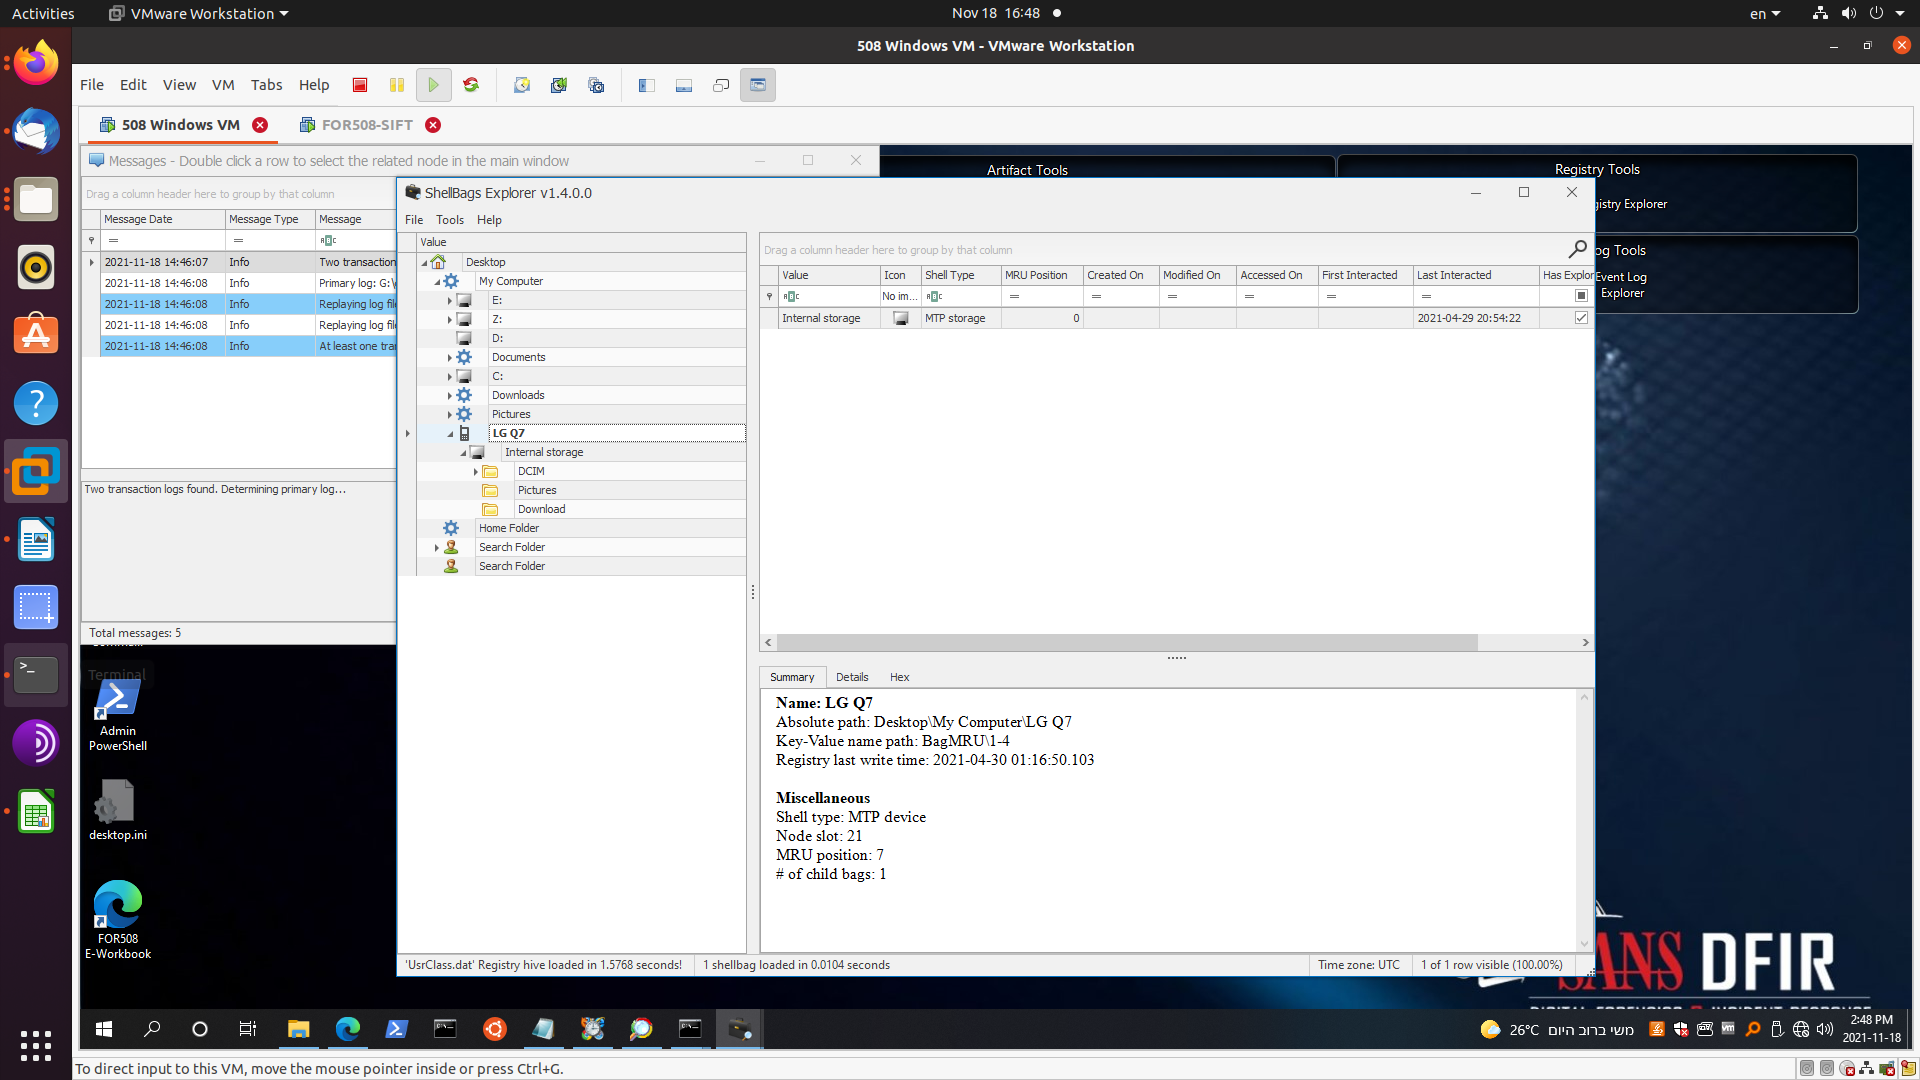 Activities
VMware Workstation
Nov 18 16:48
en
508 Windows VM - VMware Workstation
File Edit View VM Tabs Help
508 Windows VM
FOR508-SIFT
Messages - Double click a row to select the related node in the main window
Drag a column header here to group by that column
Message Date Message Type Message
= =
2021-11-18 14:46:07 Info Two transaction
2021-11-18 14:46:08 Info Primary log: G:\
2021-11-18 14:46:08 Info Replaying log file
2021-11-18 14:46:08 Info Replaying log file
2021-11-18 14:46:08 Info At least one tra
Two transaction logs found. Determining primary log...
Total messages: 5
Artifact Tools
Registry Tools
gistry Explorer
og Tools
Event Log
Explorer
ShellBags Explorer v1.4.0.0
File Tools Help
Value
Desktop
My Computer
E:
Z:
D:
Documents
C:
Downloads
Pictures
LG Q7
Internal storage
DCIM
Pictures
Download
Home Folder
Search Folder
Search Folder
Drag a column header here to group by that column
Value Icon Shell Type MRU Position Created On Modified On Accessed On First Interacted Last Interacted Has Explor
No im... = = = = = =
Internal storage MTP storage 0 2021-04-29 20:54:22
Summary Details Hex
Name: LG Q7
Absolute path: Desktop\My Computer\LG Q7
Key-Value name path: BagMRU\1-4
Registry last write time: 2021-04-30 01:16:50.103
Miscellaneous
Shell type: MTP device
Node slot: 21
MRU position: 7
# of child bags: 1
'UsrClass.dat' Registry hive loaded in 1.5768 seconds!
1 shellbag loaded in 0.0104 seconds
Time zone: UTC
1 of 1 row visible (100.00%)
Terminal
Admin
PowerShell
desktop.ini
FOR508
E-Workbook
SANS DFIR
26°C משי ברוב היום
2:48 PM
2021-11-18
To direct input to this VM, move the mouse pointer inside or press Ctrl+G.